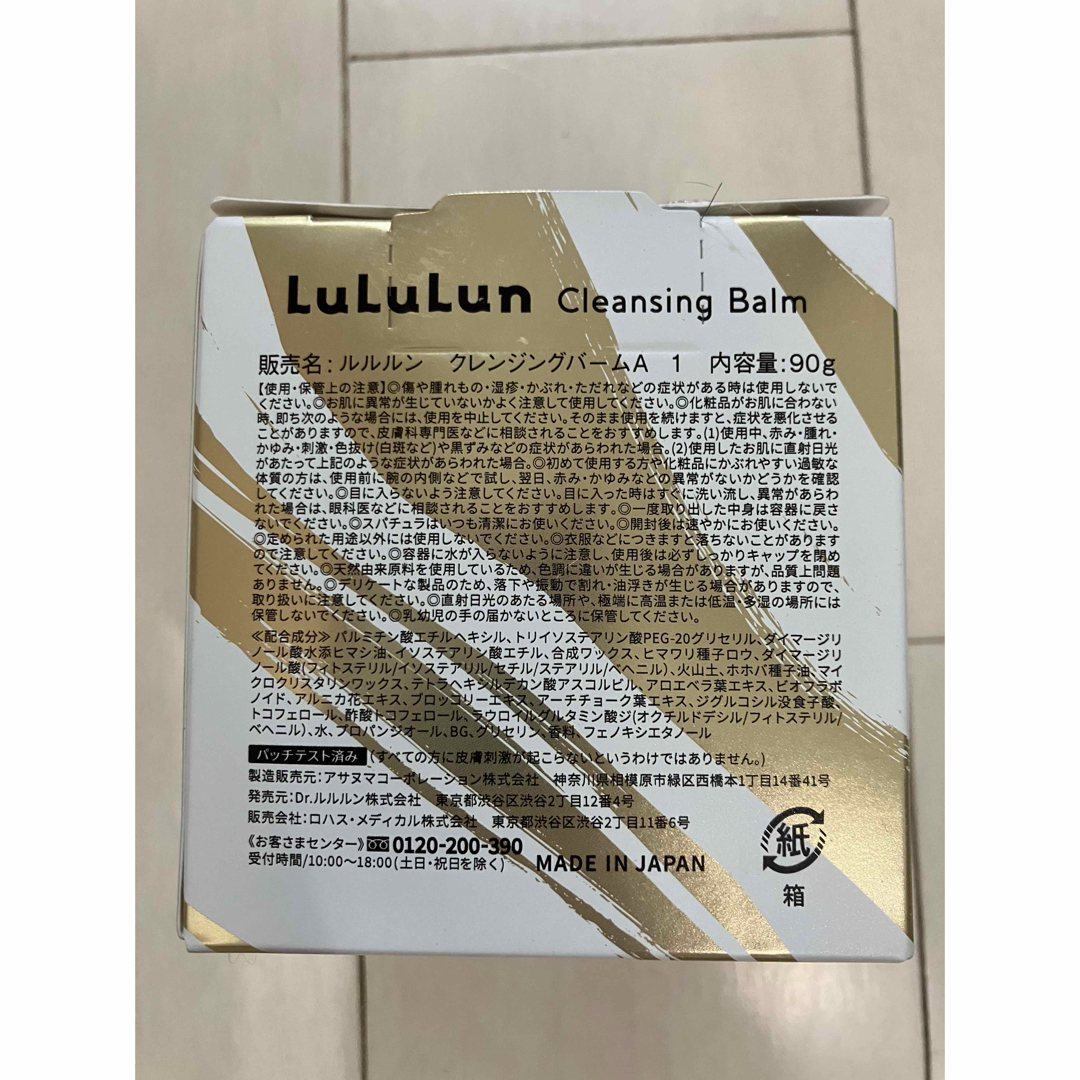 LuLuLun Cleansing Balm
販売名：ルルルン　クレンジングバームA　1　内容量：90g
【使用・保管上の注意】◎傷や腫れもの・湿疹・かぶれ・ただれなどの症状がある時は使用しないで
ください。◎お肌に異常が生じていないかよく注意して使用してください。◎化粧品がお肌に合わない
時、即ち次のような場合には、使用を中止してください。そのまま使用を続けますと、症状を悪化させる
ことがありますので、皮膚科専門医などに相談されることをおすすめします。(1)使用中、赤み・腫れ・
かゆみ・刺激・色抜け(白斑など)や黒ずみなどの症状があらわれた場合。(2)使用したお肌に直射日光
があたって上記のような症状があらわれた場合。◎初めて使用する方や化粧品にかぶれやすい過敏な
体質の方は、使用前に腕の内側などで試し、翌日、赤み・かゆみなどの異常がないかどうかを確認
してください。◎目に入らないよう注意してください。目に入った時はすぐに洗い流し、異常があらわ
れた場合は、眼科医などに相談されることをおすすめします。◎一度取り出した中身は容器に戻さ
ないでください。◎スパチュラはいつも清潔にお使いください。◎開封後は速やかにお使いください。
◎定められた用途以外には使用しないでください。◎衣服などにつきますと落ちないことがあります
ので注意してください。◎容器に水が入らないように注意し、使用後は必ずしっかりキャップを閉め
てください。◎天然由来原料を使用しているため、色調に違いが生じる場合がありますが、品質上問題
ありません。◎デリケートな製品のため、落下や振動で割れ・油浮きが生じる場合がありますので、
取り扱いに注意してください。◎直射日光のあたる場所や、極端に高温または低温・多湿の場所には
保管しないでください。◎乳幼児の手の届かないところに保管してください。
≪配合成分≫ パルミチン酸エチルヘキシル、トリイソステアリン酸PEG-20グリセリル、ダイマージリ
ノール酸水添ヒマシ油、イソステアリン酸エチル、合成ワックス、ヒマワリ種子ロウ、ダイマージリ
ノール酸(フィトステリル/イソステアリル/セチル/ステアリル/ベヘニル)、火山土、ホホバ種子油、マイ
クロクリスタリンワックス、テトラヘキシルデカン酸アスコルビル、アロエベラ葉エキス、ビオフラボ
ノイド、アルニカ花エキス、ブロッコリーエキス、アーチチョーク葉エキス、ジグルコシル没食子酸、
トコフェロール、酢酸トコフェロール、ラウロイルグルタミン酸ジ(オクチルドデシル/フィトステリル/
ベヘニル)、水、プロパンジオール、BG、グリセリン、香料、フェノキシエタノール
パッチテスト済み (すべての方に皮膚刺激が起こらないというわけではありません。)
製造販売元：アサヌマコーポレーション株式会社　神奈川県相模原市緑区西橋本1丁目14番41号
発売元：Dr.ルルルン株式会社　東京都渋谷区渋谷2丁目12番4号
販売会社：ロハス・メディカル株式会社　東京都渋谷区渋谷2丁目11番6号
《お客さまセンター》0120-200-390
受付時間/10:00〜18:00(土日・祝日を除く)
MADE IN JAPAN
紙
箱